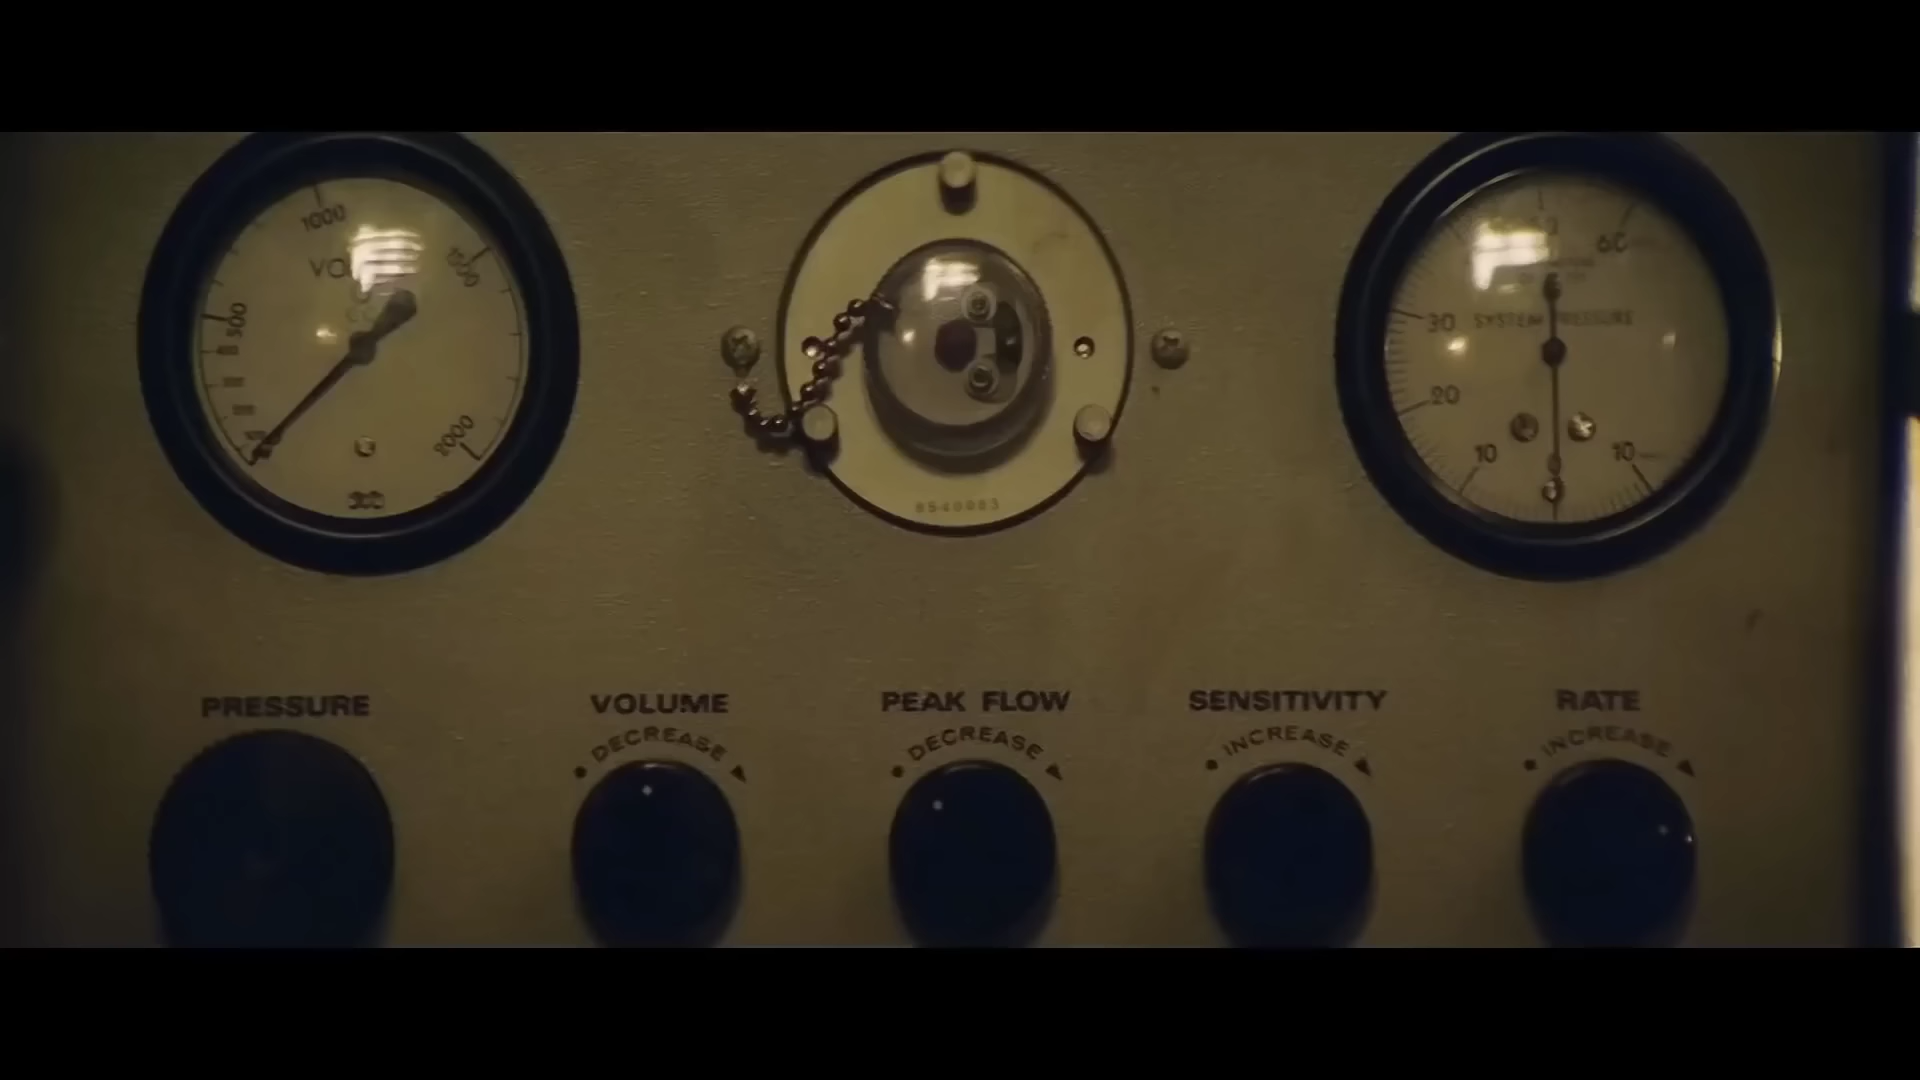 1000
500
2000
60
30
SYSTEM PRESSURE
20
10
10
8540083
PRESSURE
VOLUME
PEAK FLOW
SENSITIVITY
RATE
DECREASE
DECREASE
INCREASE
INCREASE